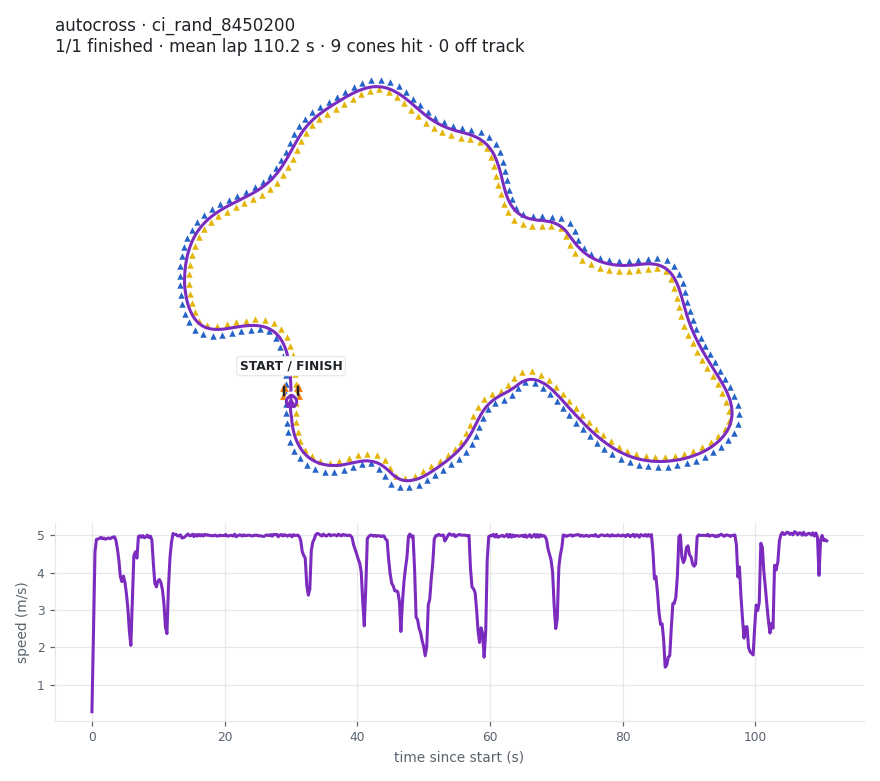 autocross · ci_rand_8450200
1/1 finished · mean lap 110.2 s · 9 cones hit · 0 off track
START / FINISH
5
4
3
2
1
speed (m/s)
0 20 40 60 80 100
time since start (s)